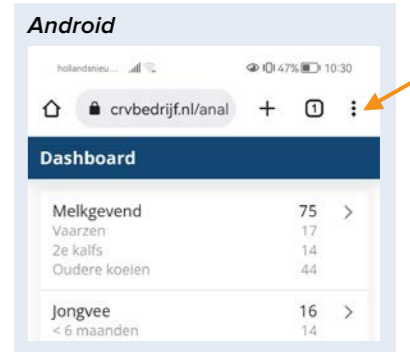 Android
hollandsnieu... 47% 10:30
crvbedrijf.nl/anal + 1
Dashboard
Melkgevend 75 >
Vaarzen 17
2e kalfs 14
Oudere koeien 44
Jongvee 16 >
< 6 maanden 14